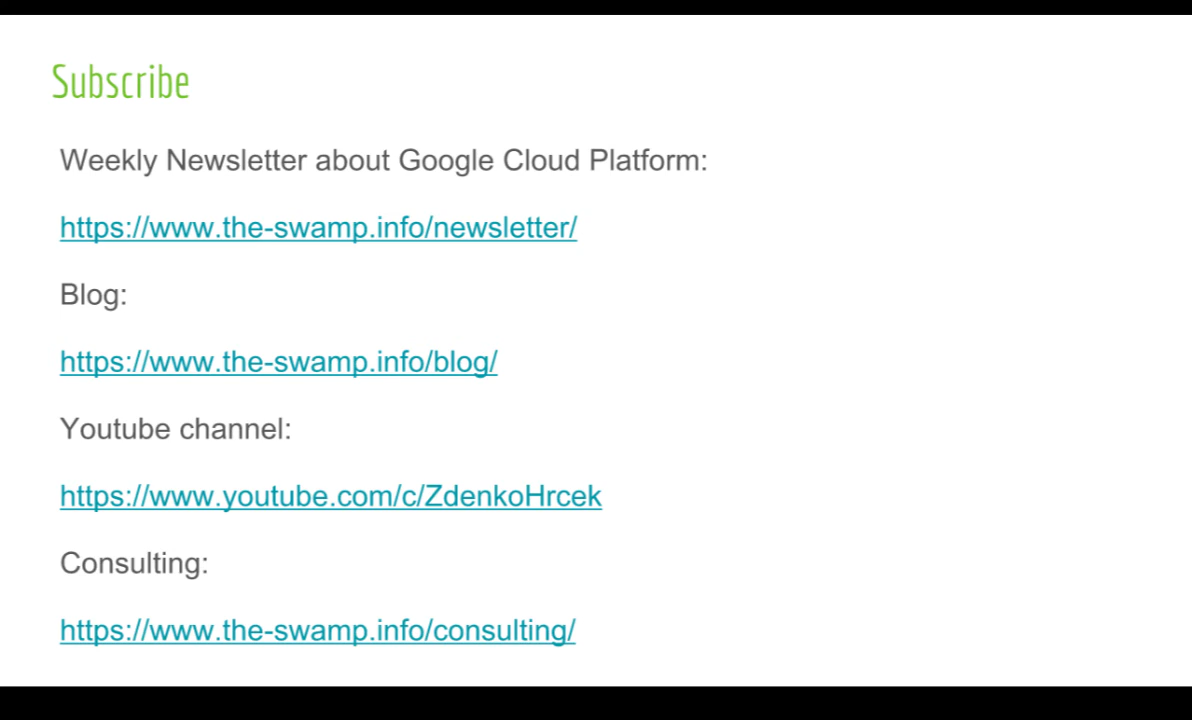 Subscribe
Weekly Newsletter about Google Cloud Platform:
https://www.the-swamp.info/newsletter/
Blog:
https://www.the-swamp.info/blog/
Youtube channel:
https://www.youtube.com/c/ZdenkoHrcek
Consulting:
https://www.the-swamp.info/consulting/